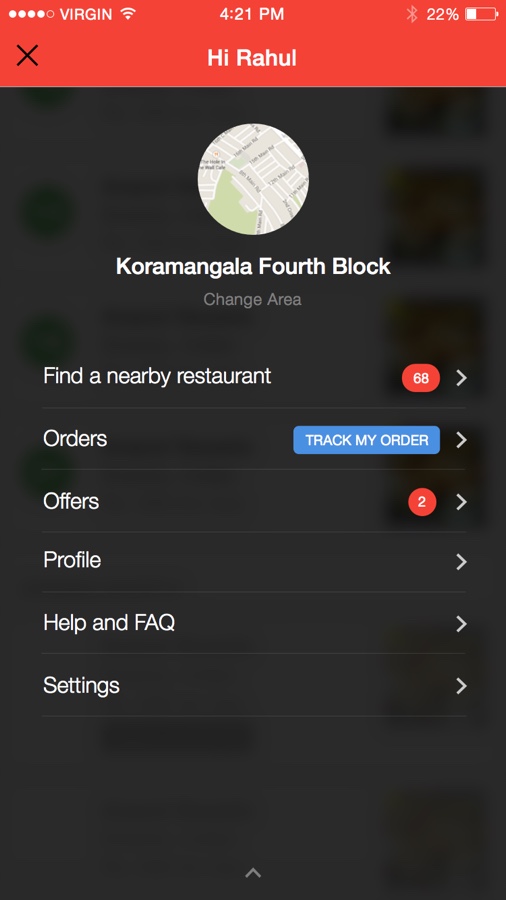 VIRGIN 4:21 PM 22%
Hi Rahul
Koramangala Fourth Block
Change Area
Find a nearby restaurant 68
Orders TRACK MY ORDER
Offers 2
Profile
Help and FAQ
Settings